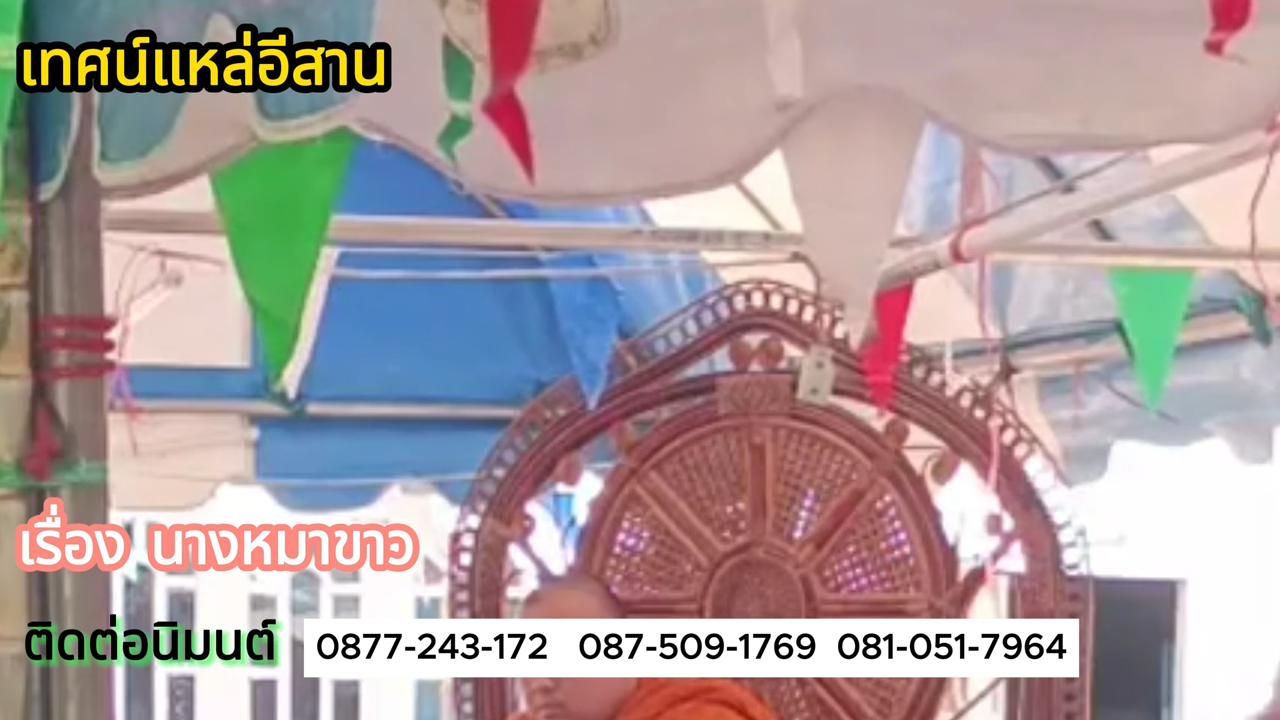 เทศน์แหล่อีสาน
เรื่อง นางหมาขาว
ติดต่อนิมนต์ 0877-243-172 087-509-1769 081-051-7964